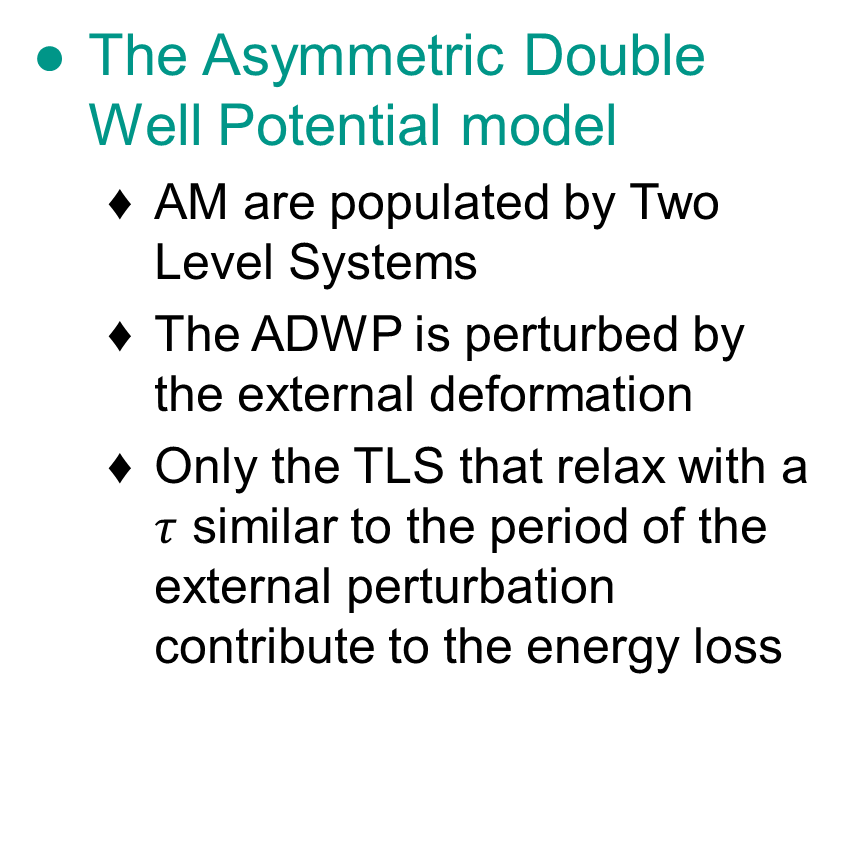 ● The Asymmetric Double
Well Potential model
♦ AM are populated by Two
Level Systems
♦ The ADWP is perturbed by
the external deformation
♦ Only the TLS that relax with a
𝜏 similar to the period of the
external perturbation
contribute to the energy loss